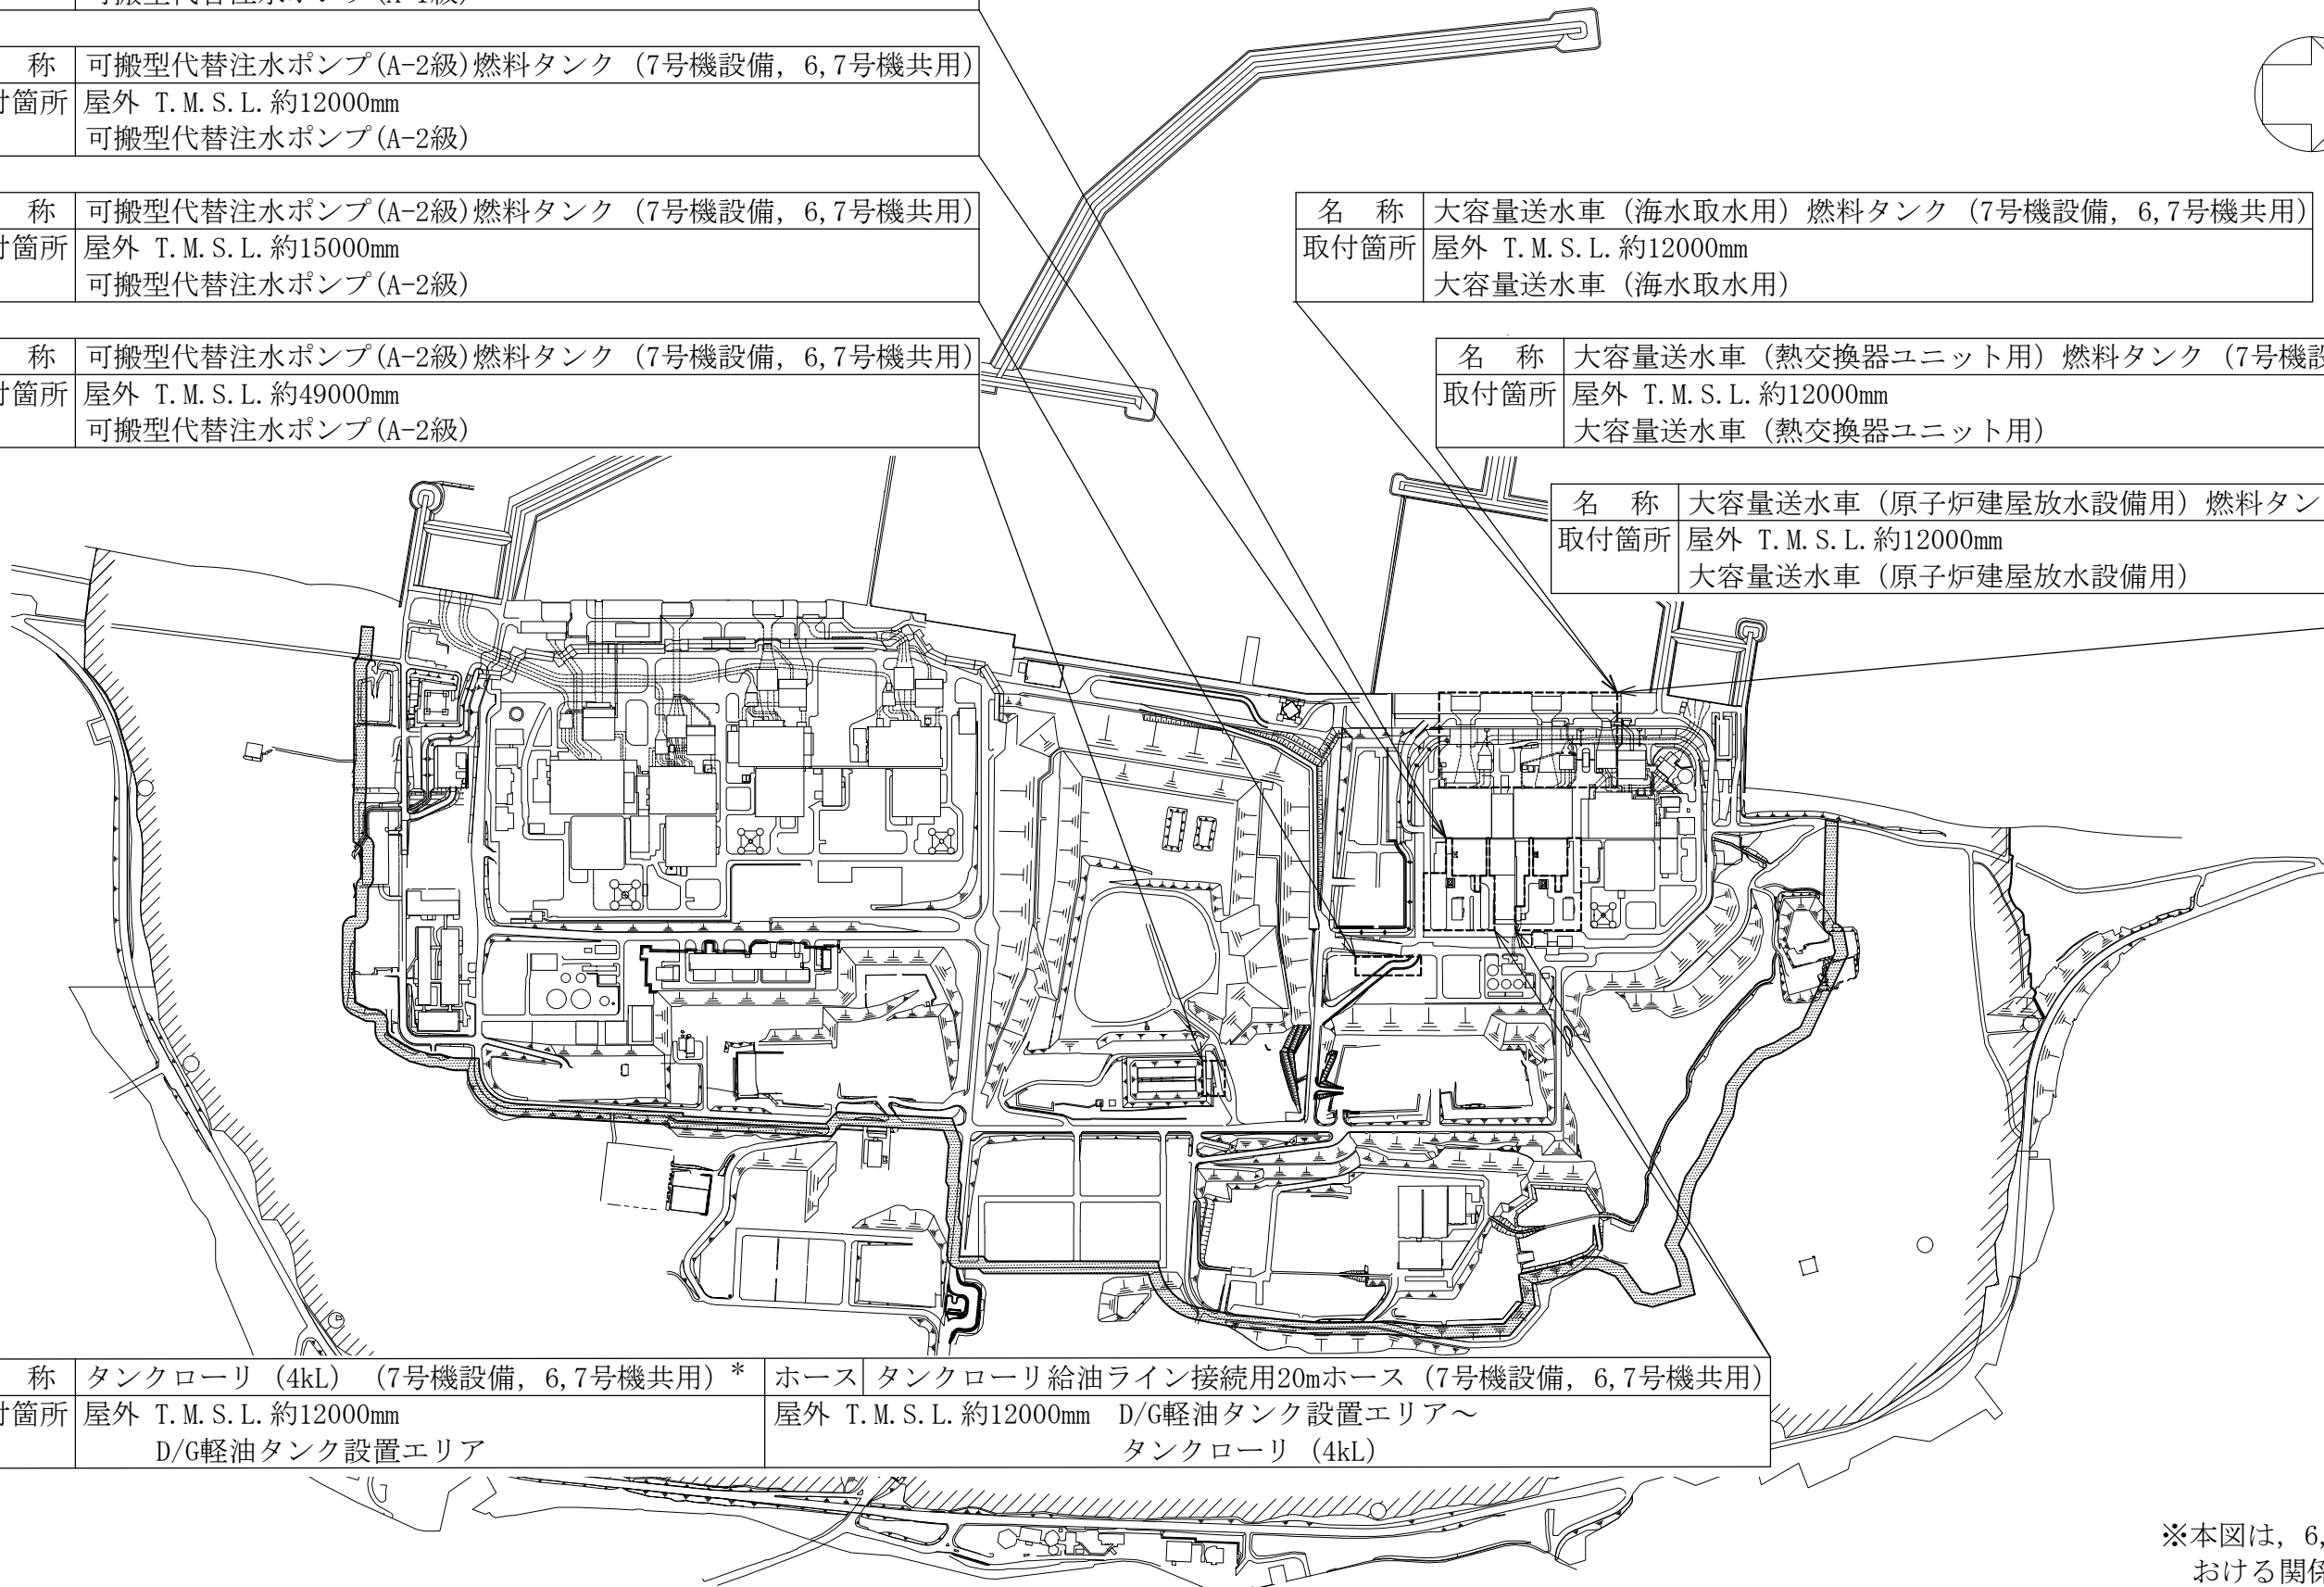 称 可搬型代替注水ポンプ(A-2級)燃料タンク（7号機設備，6,7号機共用）
付箇所 屋外 T.M.S.L.約12000mm
可搬型代替注水ポンプ(A-2級)
称 可搬型代替注水ポンプ(A-2級)燃料タンク（7号機設備，6,7号機共用）
付箇所 屋外 T.M.S.L.約15000mm
可搬型代替注水ポンプ(A-2級)
称 可搬型代替注水ポンプ(A-2級)燃料タンク（7号機設備，6,7号機共用）
付箇所 屋外 T.M.S.L.約49000mm
可搬型代替注水ポンプ(A-2級)
名　称 大容量送水車（海水取水用）燃料タンク（7号機設備，6,7号機共用）
取付箇所 屋外 T.M.S.L.約12000mm
大容量送水車（海水取水用）
名　称 大容量送水車（熱交換器ユニット用）燃料タンク（7号機設
取付箇所 屋外 T.M.S.L.約12000mm
大容量送水車（熱交換器ユニット用）
名　称 大容量送水車（原子炉建屋放水設備用）燃料タン
取付箇所 屋外 T.M.S.L.約12000mm
大容量送水車（原子炉建屋放水設備用）
称 タンクローリ（4kL）（7号機設備，6,7号機共用）*
付箇所 屋外 T.M.S.L.約12000mm
D/G軽油タンク設置エリア
ホース タンクローリ給油ライン接続用20mホース（7号機設備，6,7号機共用）
屋外 T.M.S.L.約12000mm　D/G軽油タンク設置エリア～
タンクローリ（4kL）
※本図は，6,
おける関係